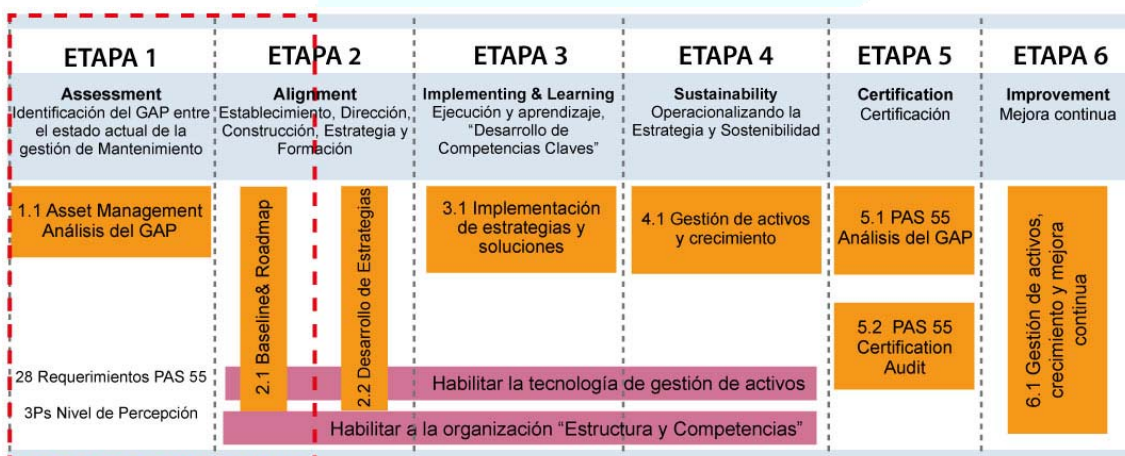 ETAPA 1
ETAPA 2
ETAPA 3
ETAPA 4
ETAPA 5
ETAPA 6
Assessment
Identificación del GAP entre
el estado actual de la
gestión de Mantenimiento
Alignment
Establecimiento, Dirección,
Construcción, Estrategia y
Formación
Implementing & Learning
Ejecución y aprendizaje,
“Desarrollo de
Competencias Claves”
Sustainability
Operacionalizando la
Estrategia y Sostenibilidad
Certification
Certificación
Improvement
Mejora continua
1.1 Asset Management
Análisis del GAP
28 Requerimientos PAS 55
3Ps Nivel de Percepción
2.1 Baseline& Roadmap
2.2 Desarrollo de Estrategias
3.1 Implementación
de estrategias y
soluciones
4.1 Gestión de activos
y crecimiento
5.1 PAS 55
Análisis del GAP
5.2 PAS 55
Certification
Audit
6.1 Gestión de activos,
crecimiento y mejora
continua
Habilitar la tecnología de gestión de activos
Habilitar a la organización “Estructura y Competencias”